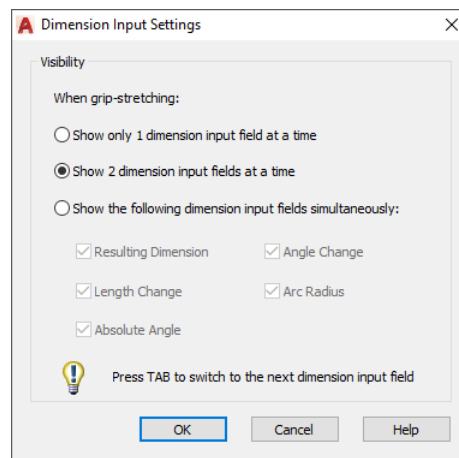 Dimension Input Settings
Visibility
When grip-stretching:
Show only 1 dimension input field at a time
Show 2 dimension input fields at a time
Show the following dimension input fields simultaneously:
Resulting Dimension Angle Change
Length Change Arc Radius
Absolute Angle
Press TAB to switch to the next dimension input field
OK Cancel Help